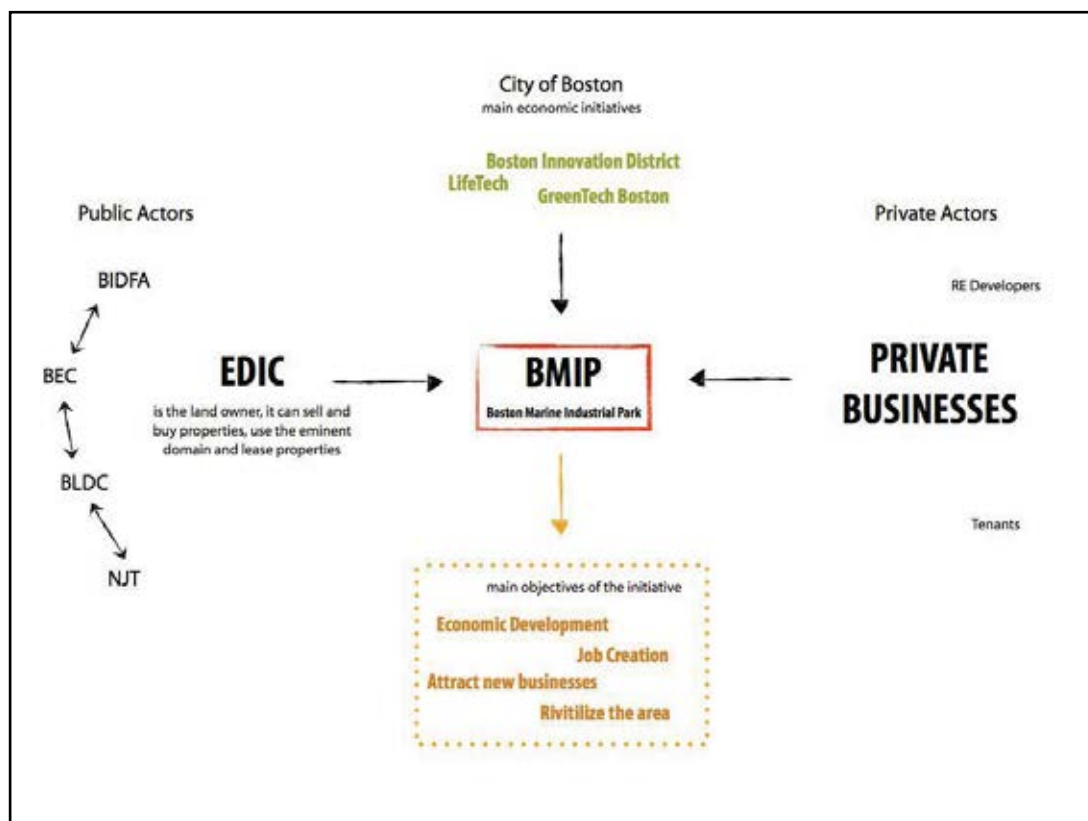 City of Boston
main economic initiatives
Boston Innovation District
LifeTech
GreenTech Boston
Public Actors
Private Actors
BIDFA
RE Developers
BEC
EDIC
is the land owner, it can sell and
buy properties, use the eminent
domain and lease properties
BMIP
Boston Marine Industrial Park
PRIVATE
BUSINESSES
BLDC
Tenants
NJT
main objectives of the initiative
Economic Development
Job Creation
Attract new businesses
Rivitilize the area